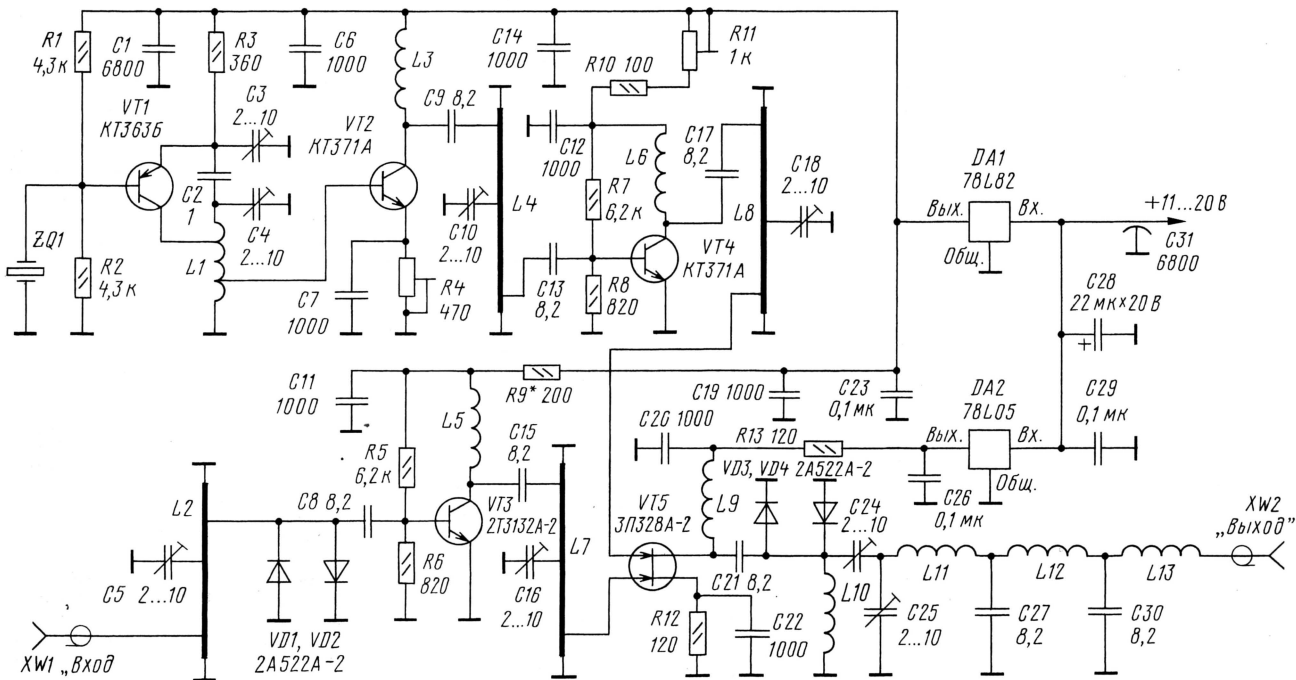 R1
4,3к
C1
6800
R3
360
C6
1000
L3
C14
1000
R11
1к
R10 100
VT1
КТ363Б
C3
2...10
C9 8,2
VT2
КТ371А
C12
1000
L6
C17
8,2
C18
2...10
DA1
78L82
Вых.
Вх.
Общ.
+11...20В
C31
6800
C2
1
C4
2...10
L4
R7
6,2к
L8
ZQ1
R2
4,3к
L1
C10
2...10
VT4
КТ371А
C7
1000
R4
470
C13
8,2
R8
820
C28
22 мк×20В
+
C11
1000
R9* 200
C19 1000
C23
0,1мк
DA2
78L05
C29
0,1мк
L5
C15
8,2
C20 1000
R13 120
Вых.
Вх.
Общ.
R5
6,2к
L2
C8 8,2
VT3
2Т3132А-2
VT5
3П328А-2
L9
VD3, VD4 2А522А-2
C24
2...10
C26
0,1мк
XW2
„Выход"
C5 2...10
R6
820
C16
2...10
L7
C21 8,2
L10
L11
L12
L13
XW1 „Вход
VD1, VD2
2А522А-2
R12
120
C22
1000
C25
2...10
C27
8,2
C30
8,2